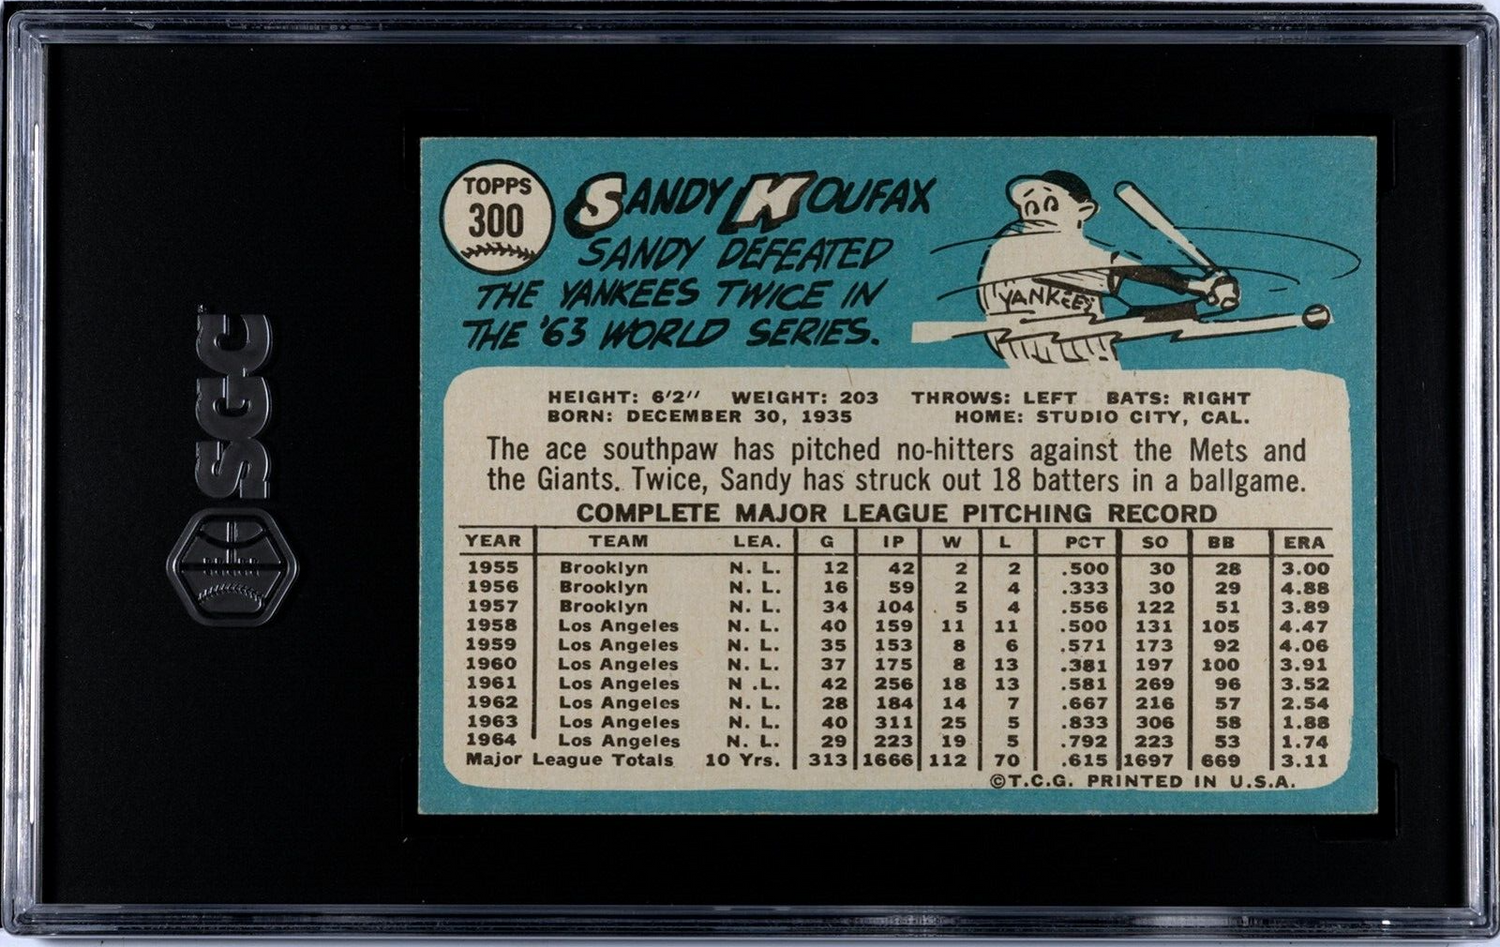 TOPPS
300
SANDY KOUFAX
SANDY DEFEATED
THE YANKEES TWICE IN
THE '63 WORLD SERIES.
YANKEES
HEIGHT: 6'2'' WEIGHT: 203 THROWS: LEFT BATS: RIGHT
BORN: DECEMBER 30, 1935 HOME: STUDIO CITY, CAL.
The ace southpaw has pitched no-hitters against the Mets and
the Giants. Twice, Sandy has struck out 18 batters in a ballgame.
COMPLETE MAJOR LEAGUE PITCHING RECORD
YEAR TEAM LEA. G IP W L PCT SO BB ERA
1955 Brooklyn N. L. 12 42 2 2 .500 30 28 3.00
1956 Brooklyn N. L. 16 59 2 4 .333 30 29 4.88
1957 Brooklyn N. L. 34 104 5 4 .556 122 51 3.89
1958 Los Angeles N. L. 40 159 11 11 .500 131 105 4.47
1959 Los Angeles N. L. 35 153 8 6 .571 173 92 4.06
1960 Los Angeles N. L. 37 175 8 13 .381 197 100 3.91
1961 Los Angeles N .L. 42 256 18 13 .581 269 96 3.52
1962 Los Angeles N. L. 28 184 14 7 .667 216 57 2.54
1963 Los Angeles N. L. 40 311 25 5 .833 306 58 1.88
1964 Los Angeles N. L. 29 223 19 5 .792 223 53 1.74
Major League Totals 10 Yrs. 313 1666 112 70 .615 1697 669 3.11
©T.C.G. PRINTED IN U.S.A.
SGC